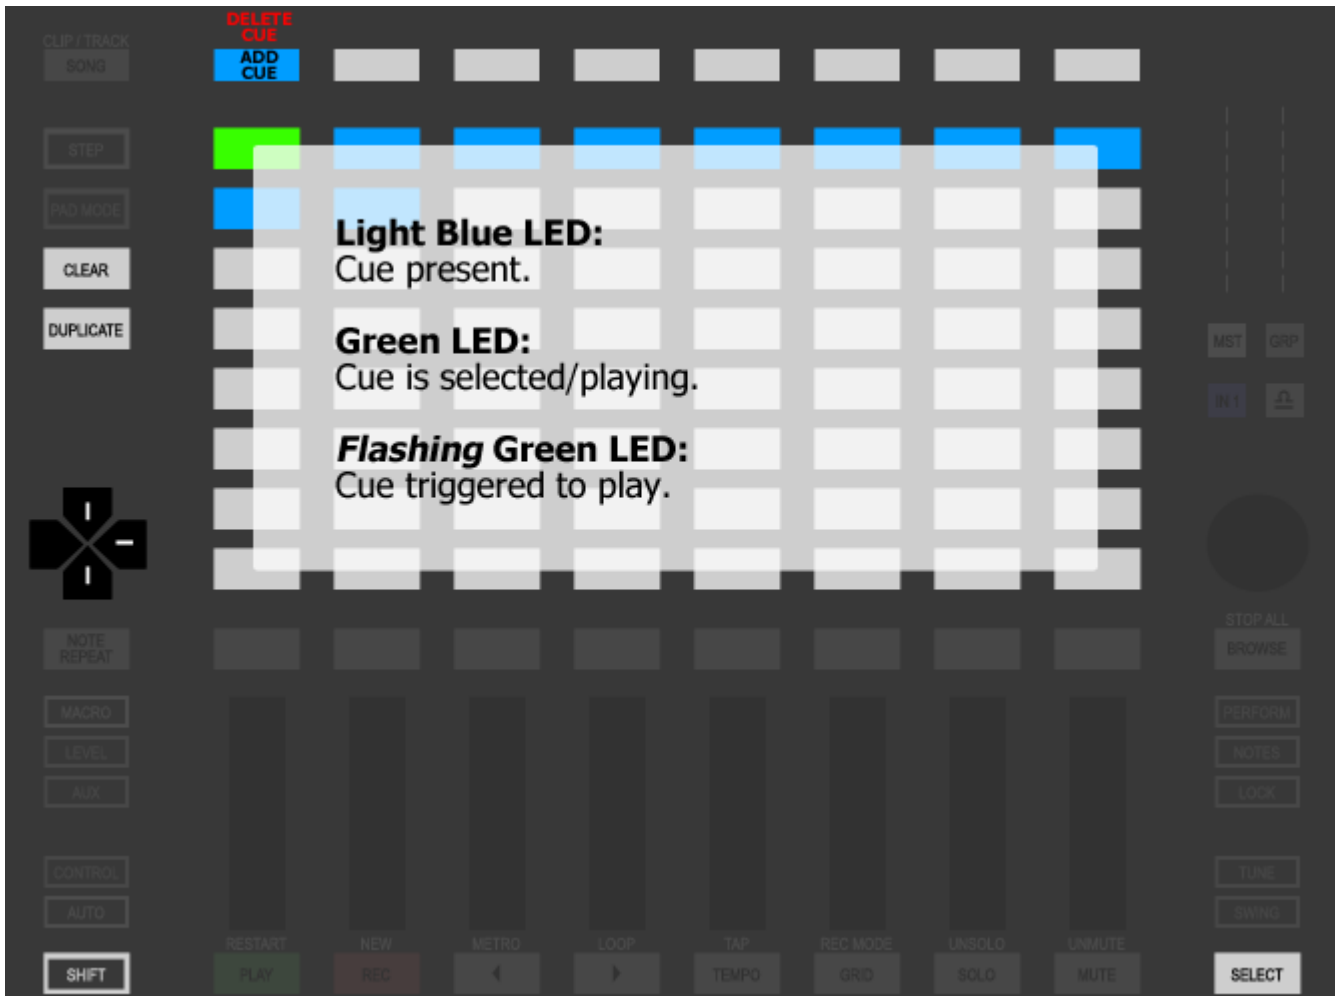 DELETE
CUE
CLIP / TRACK
SONG
ADD
CUE
STEP
PAD MODE
CLEAR
DUPLICATE
Light Blue LED:
Cue present.
Green LED:
Cue is selected/playing.
Flashing Green LED:
Cue triggered to play.
MST
GRP
IN 1
NOTE
REPEAT
STOP ALL
BROWSE
MACRO
LEVEL
AUX
PERFORM
NOTES
LOCK
CONTROL
AUTO
TUNE
SWING
RESTART NEW METRO LOOP TAP REC MODE UNSOLO UNMUTE
SHIFT PLAY REC TEMPO GRID SOLO MUTE SELECT